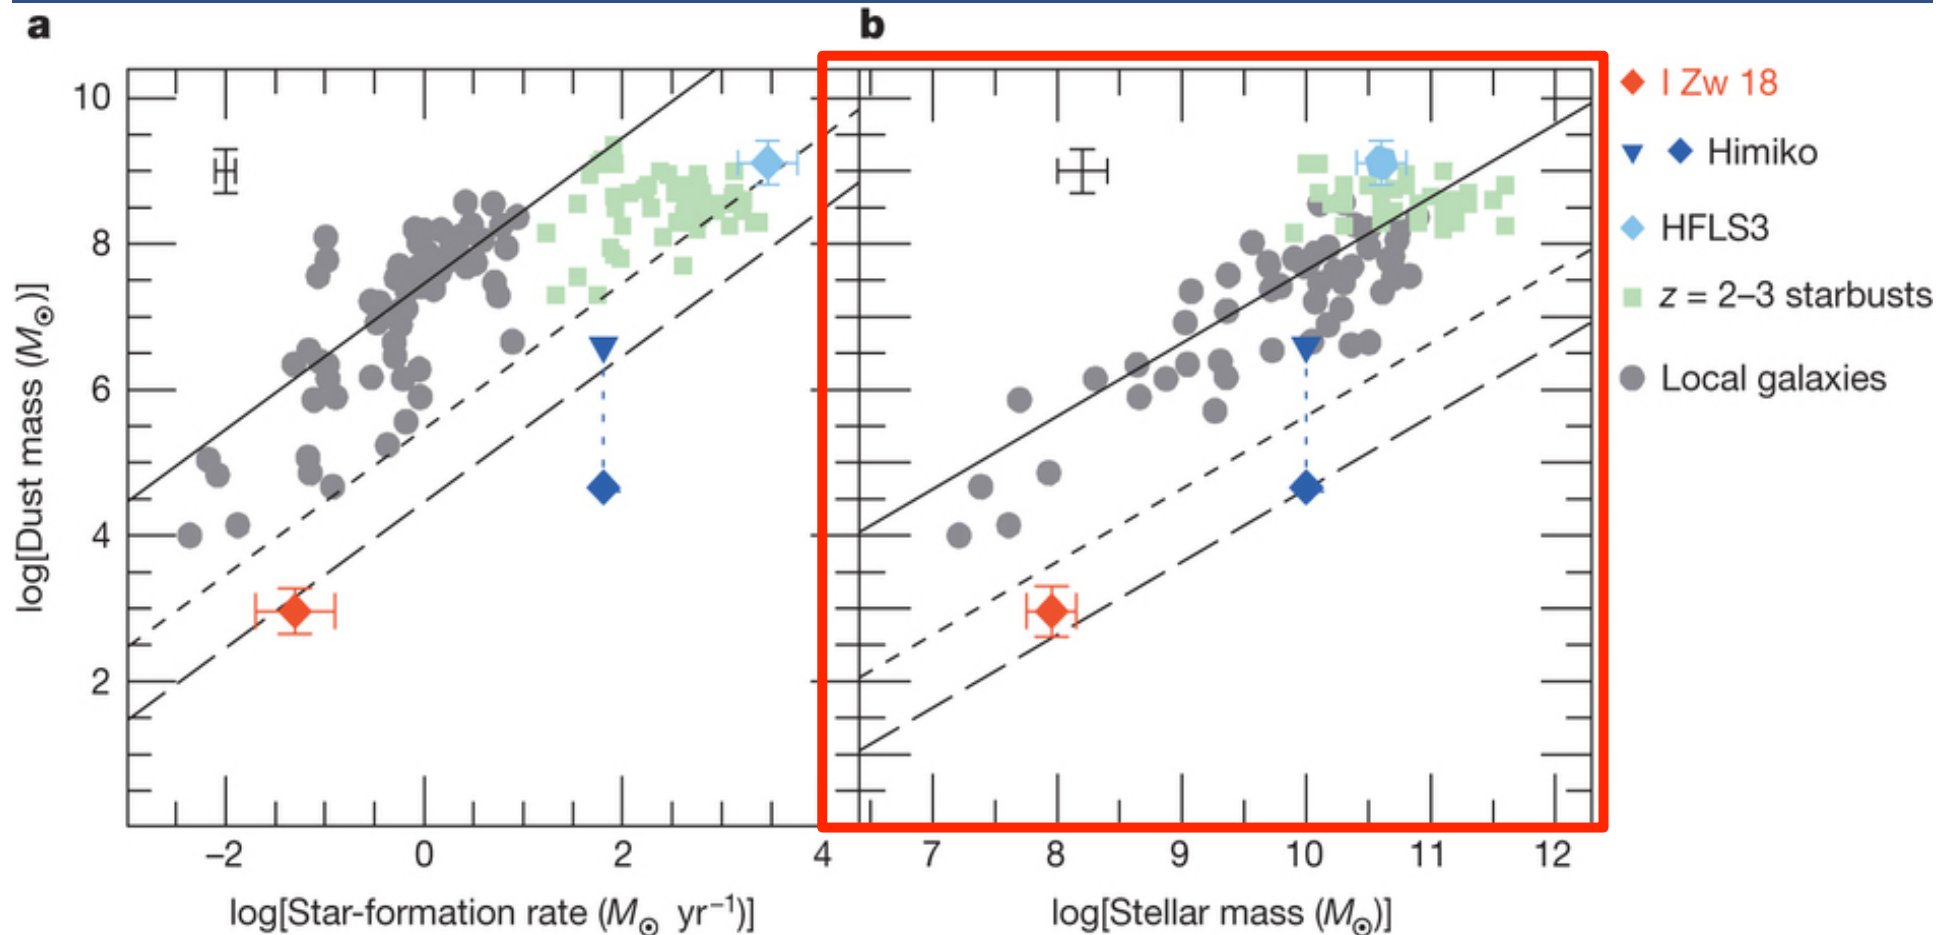 a
b
10
8
6
4
2
log[Dust mass (M⊙)]
−2
0
2
4
7
8
9
10
11
12
log[Star-formation rate (M⊙ yr⁻¹)]
log[Stellar mass (M⊙)]
I Zw 18
Himiko
HFLS3
z = 2–3 starbusts
Local galaxies